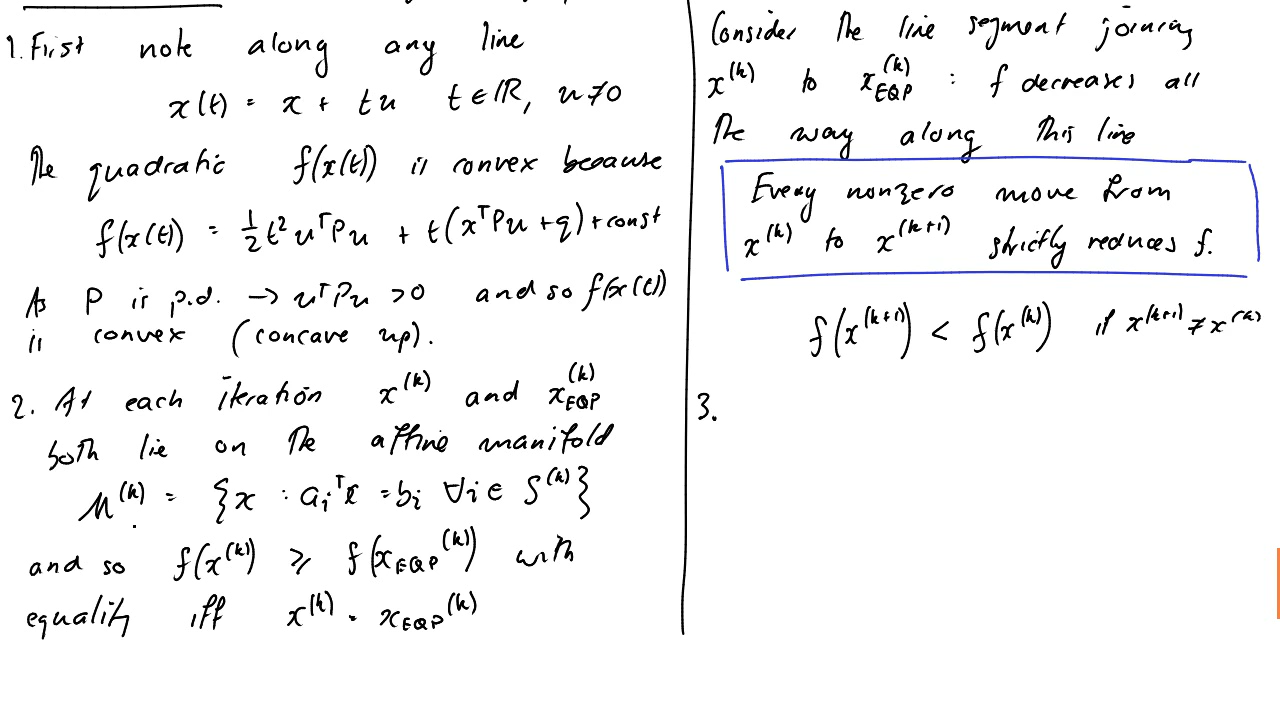 1. First note along any line
x(t) = x + tu t ∈ ℝ, u ≠ 0
The quadratic f(x(t)) is convex because
f(x(t)) = ½t²uᵀPu + t(xᵀPu + q) + const
As P is p.d. → uᵀPu > 0 and so f(x(t))
is convex (concave up).
2. At each iteration x^(k) and x_EQP^(k)
both lie on the affine manifold
M^(k) = {x : aᵢᵀx = bᵢ ∀i ∈ S^(k)}
and so f(x^(k)) ⩾ f(x_EQP^(k)) with
equality iff x^(k) = x_EQP^(k)
Consider the line segment joining
x^(k) to x_EQP^(k) : f decreases all
the way along this line
Every nonzero move from
x^(k) to x^(k+1) strictly reduces f.
f(x^(k+1)) < f(x^(k)) if x^(k+1) ≠ x^(k)
3.